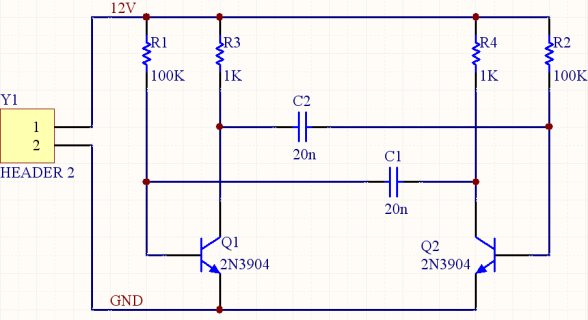 12V
R1
R3
R4
R2
100K
1K
1K
100K
Y1
C2
1
2
20n
C1
HEADER 2
20n
Q1
Q2
2N3904
2N3904
GND